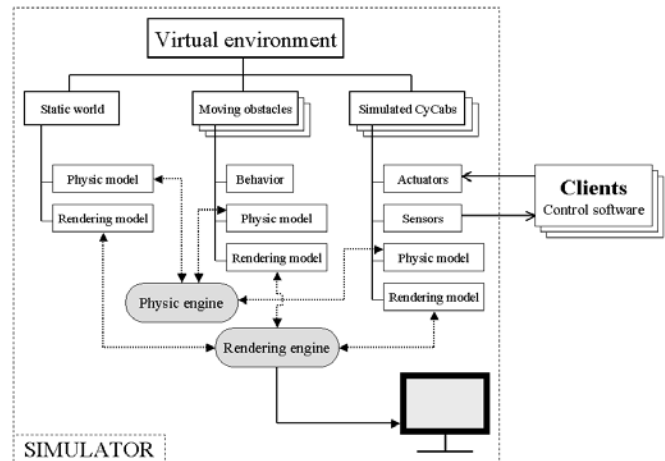 Virtual environment
Static world
Moving obstacles
Simulated CyCabs
Physic model
Rendering model
Behavior
Physic model
Rendering model
Actuators
Sensors
Physic model
Rendering model
Clients
Control software
Physic engine
Rendering engine
SIMULATOR